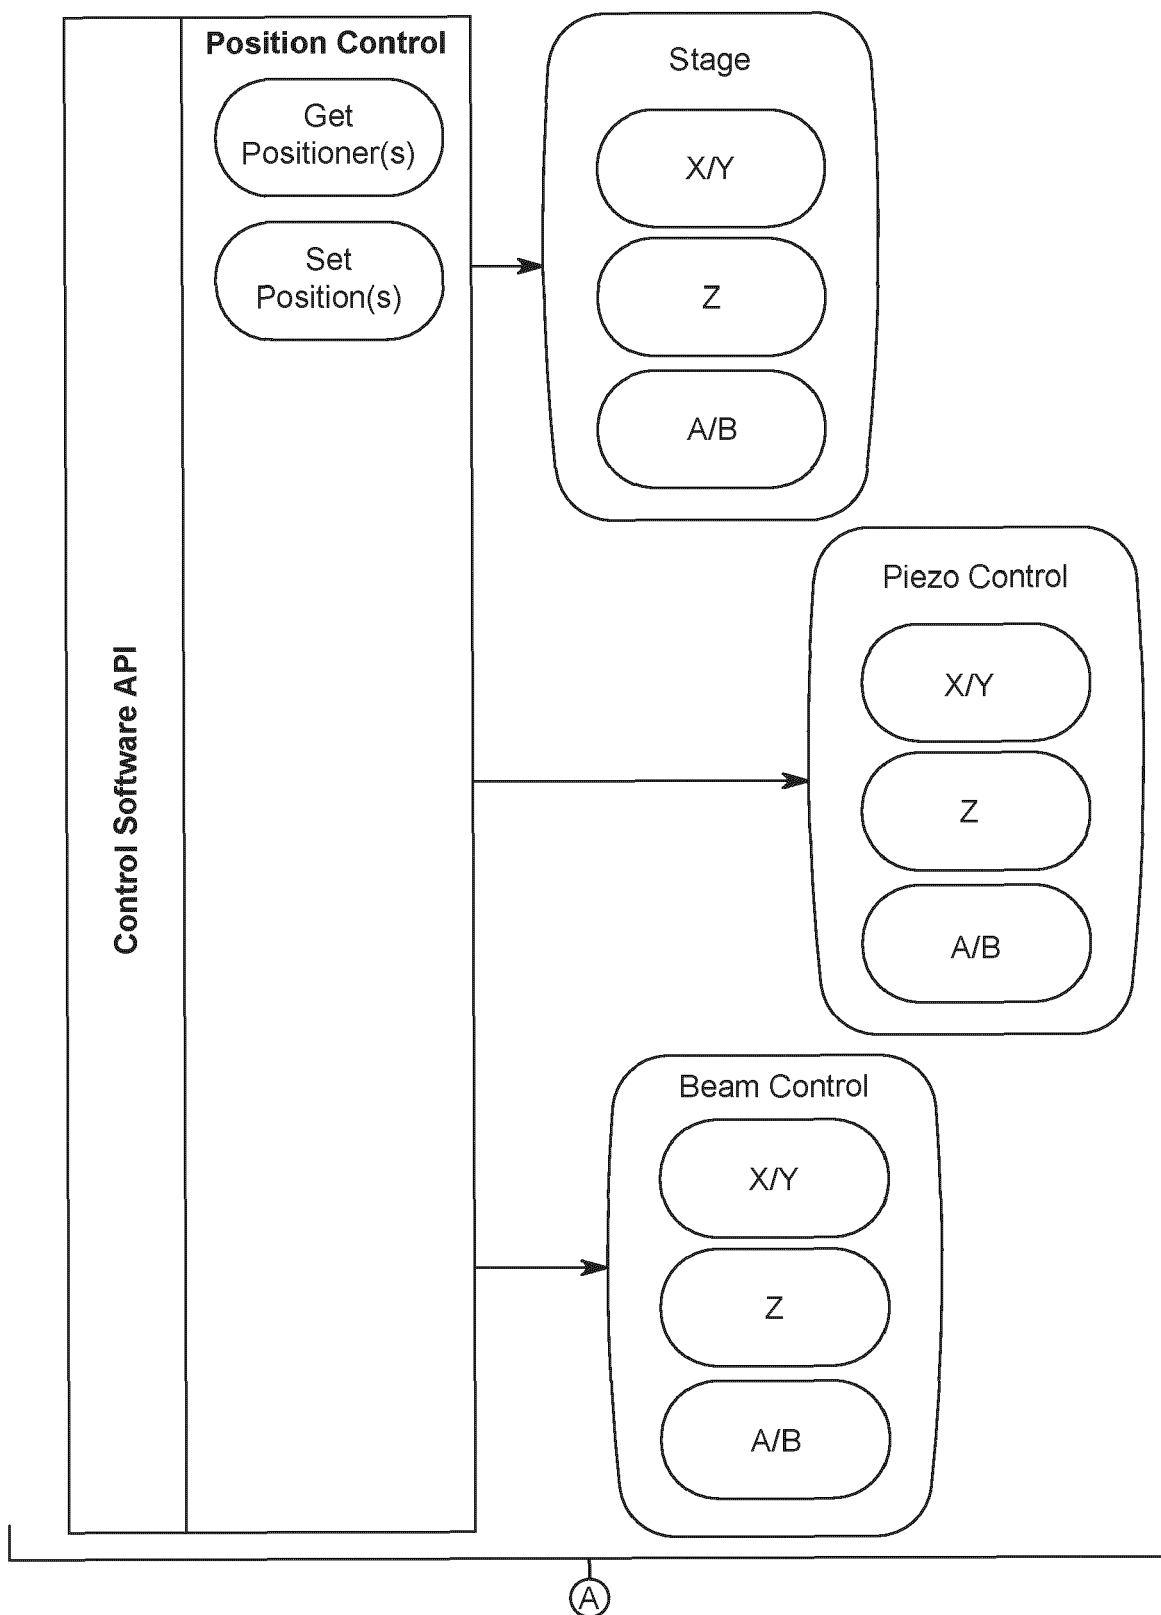 Control Software API
Position Control
Get
Positioner(s)
Set
Position(s)
Stage
X/Y
Z
A/B
Piezo Control
X/Y
Z
A/B
Beam Control
X/Y
Z
A/B
A